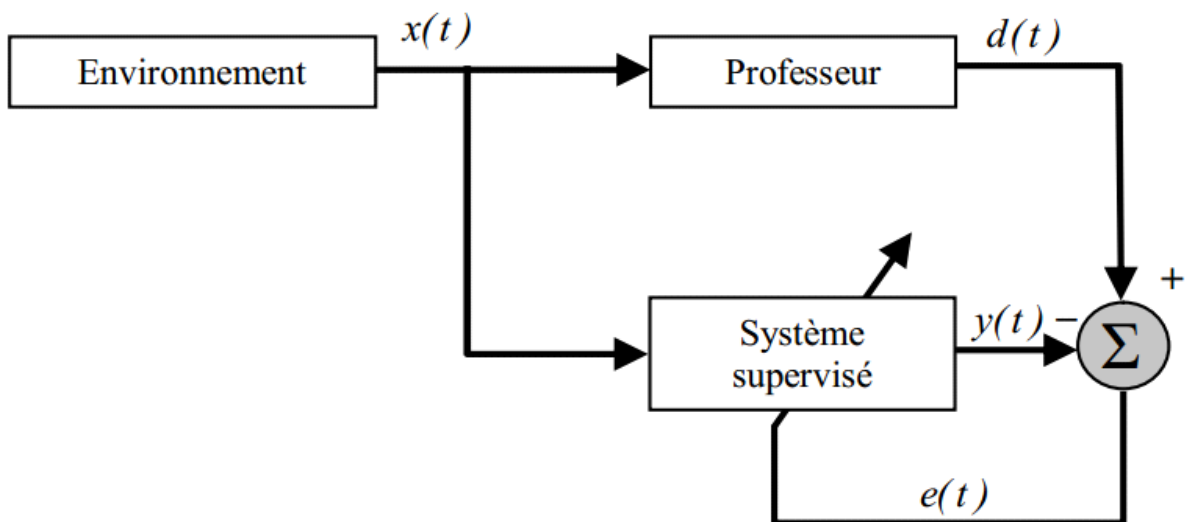 x(t)
d(t)
Environnement
Professeur
+
Système
supervisé
y(t)
−
Σ
e(t)